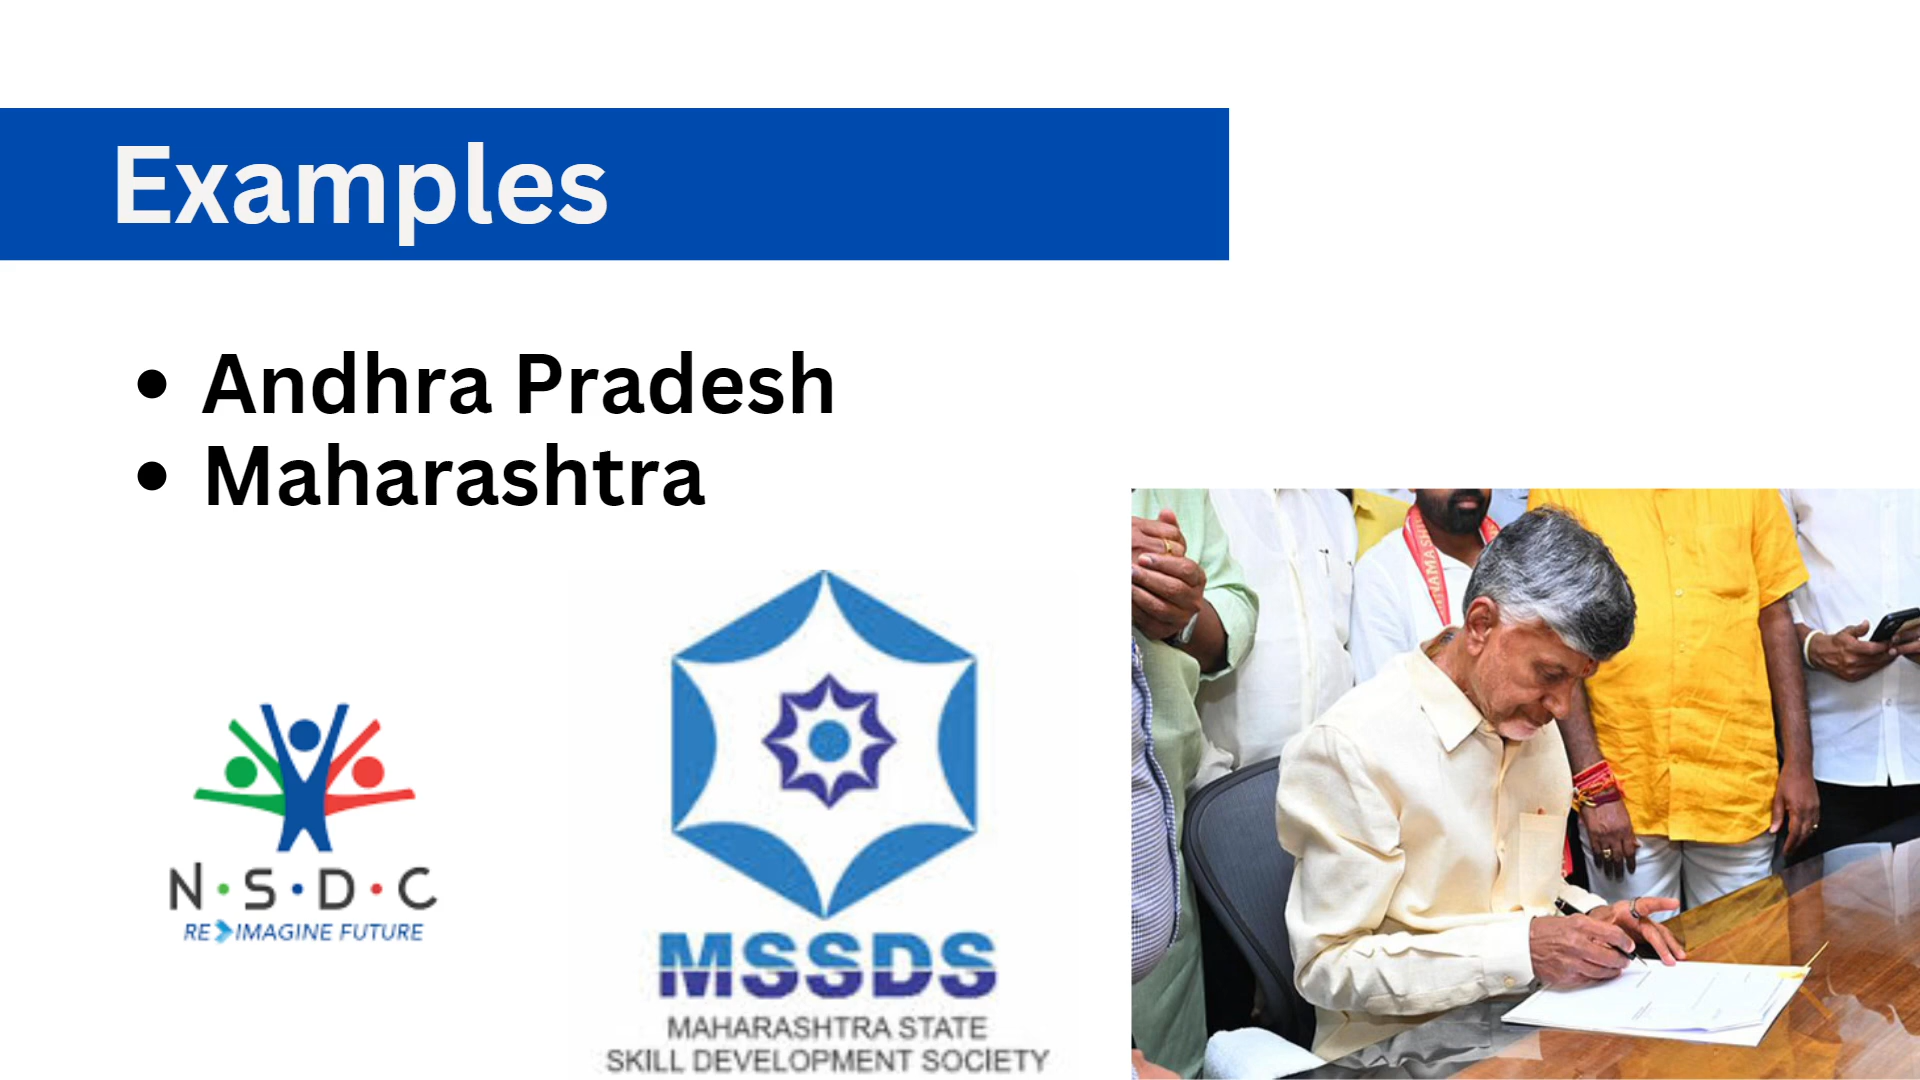 Examples
• Andhra Pradesh
• Maharashtra
N·S·D·C
RE IMAGINE FUTURE
MSSDS
MAHARASHTRA STATE
SKILL DEVELOPMENT SOCIETY